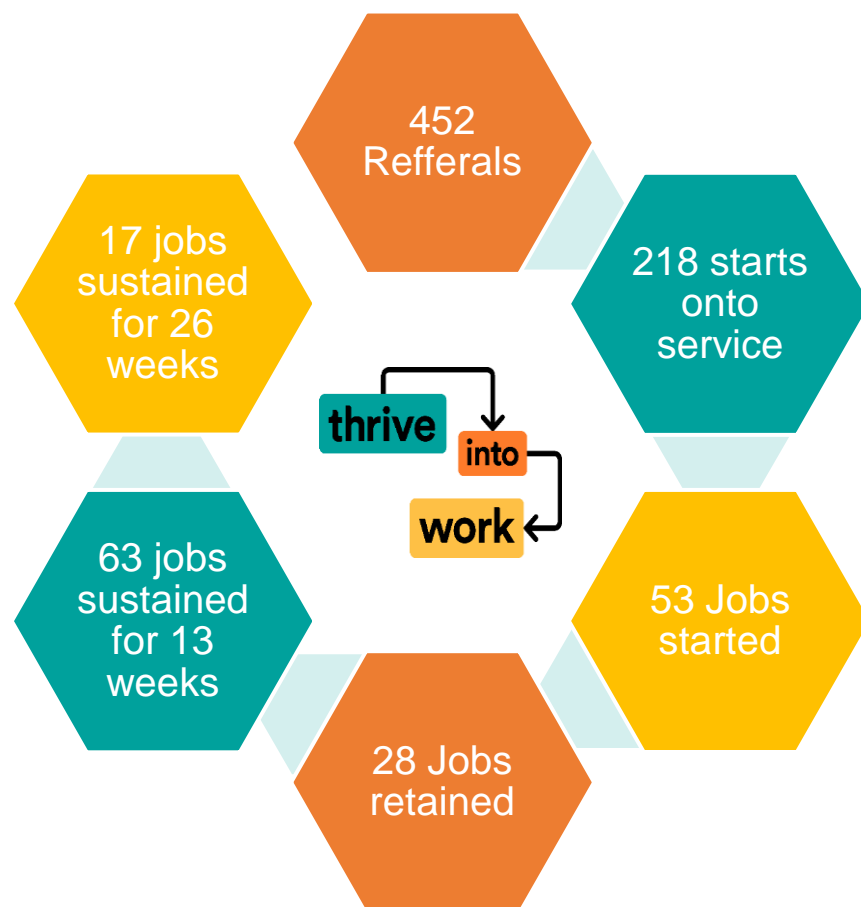 452
Refferals
218 starts
onto
service
53 Jobs
started
28 Jobs
retained
63 jobs
sustained
for 13
weeks
17 jobs
sustained
for 26
weeks
thrive
into
work